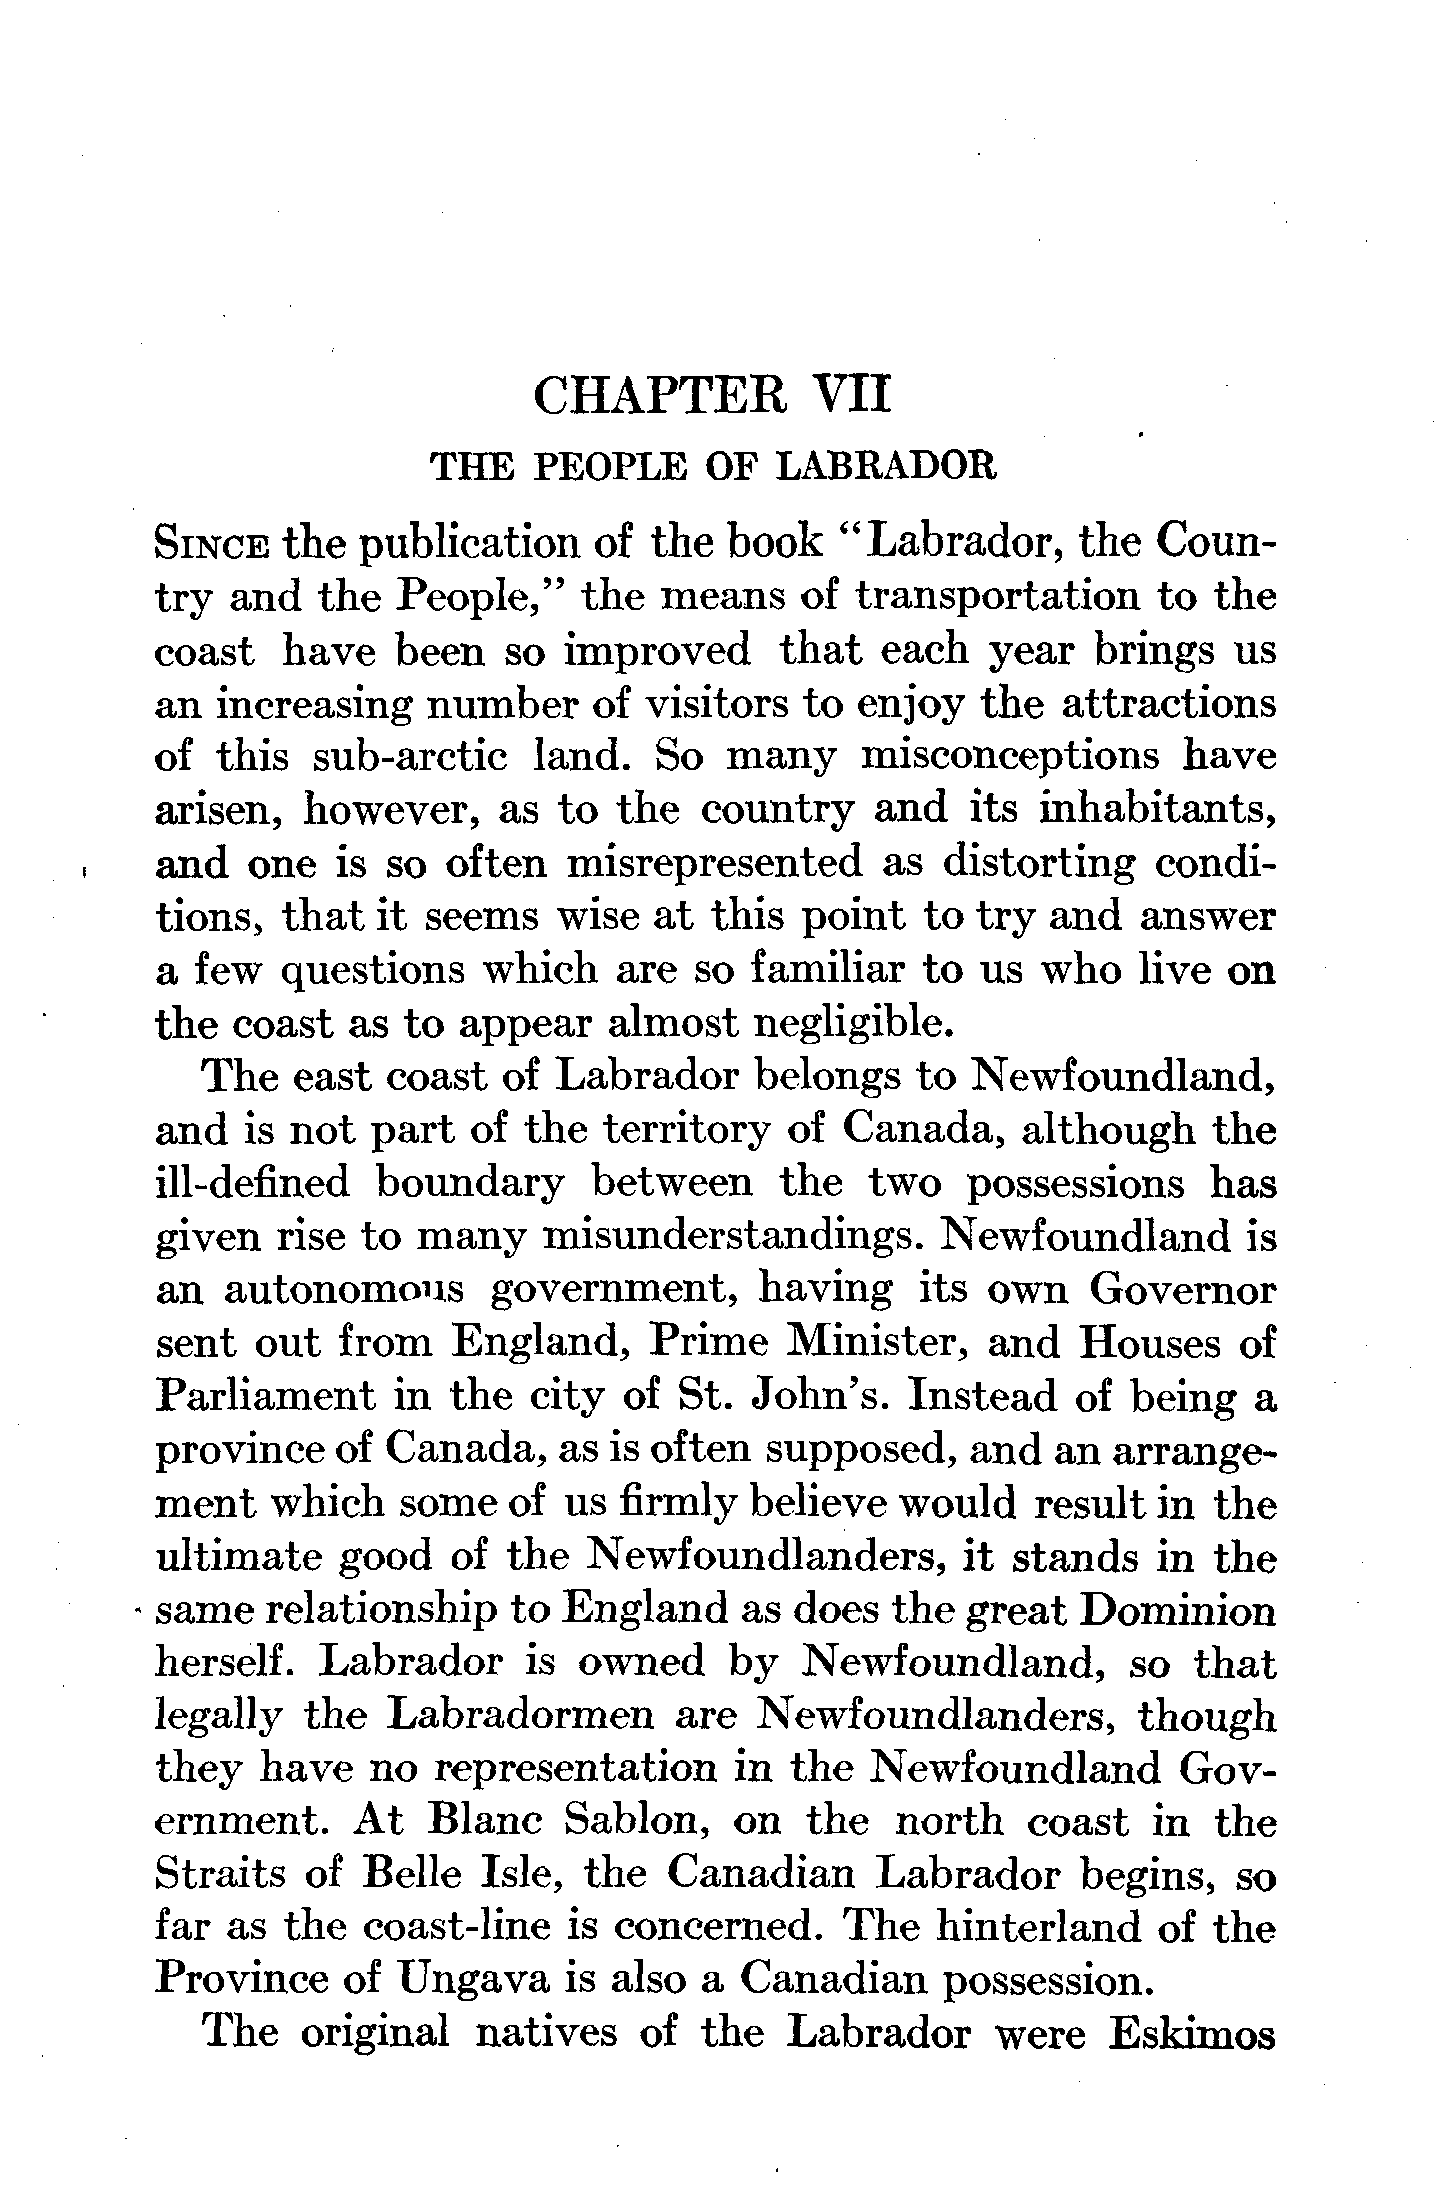 CHAPTER VII
THE PEOPLE OF LABRADOR
SINCE the publication of the book “Labrador, the Coun-
try and the People,” the means of transportation to the
coast have been so improved that each year brings us
an increasing number of visitors to enjoy the attractions
of this sub-arctic land. So many misconceptions have
arisen, however, as to the country and its inhabitants,
and one is so often misrepresented as distorting condi-
tions, that it seems wise at this point to try and answer
a few questions which are so familiar to us who live on
the coast as to appear almost negligible.
The east coast of Labrador belongs to Newfoundland,
and is not part of the territory of Canada, although the
ill-defined boundary between the two possessions has
given rise to many misunderstandings. Newfoundland is
an autonomous government, having its own Governor
sent out from England, Prime Minister, and Houses of
Parliament in the city of St. John’s. Instead of being a
province of Canada, as is often supposed, and an arrange-
ment which some of us firmly believe would result in the
ultimate good of the Newfoundlanders, it stands in the
same relationship to England as does the great Dominion
herself. Labrador is owned by Newfoundland, so that
legally the Labradormen are Newfoundlanders, though
they have no representation in the Newfoundland Gov-
ernment. At Blanc Sablon, on the north coast in the
Straits of Belle Isle, the Canadian Labrador begins, so
far as the coast-line is concerned. The hinterland of the
Province of Ungava is also a Canadian possession.
The original natives of the Labrador were Eskimos